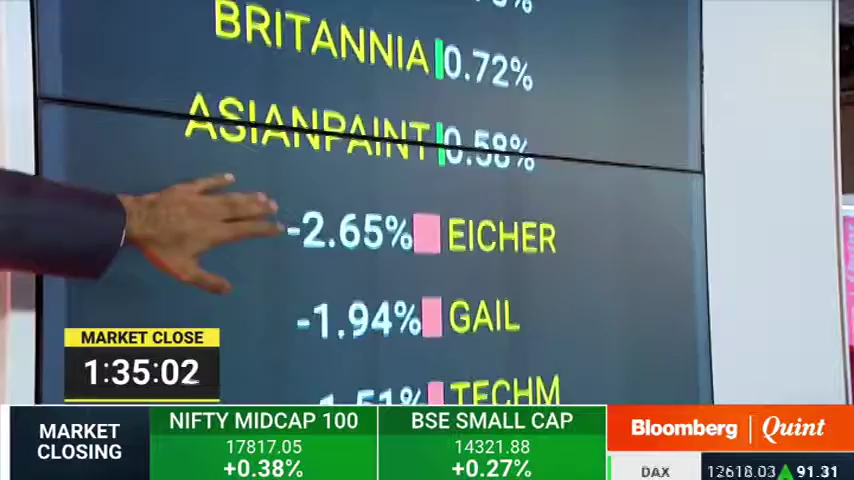 BRITANNIA 0.72%
ASIANPAINT 0.58%
-2.65% EICHER
-1.94% GAIL
-1.51% TECHM
MARKET CLOSE
1:35:02
MARKET CLOSING
NIFTY MIDCAP 100
17817.05
+0.38%
BSE SMALL CAP
14321.88
+0.27%
Bloomberg | Quint
DAX 12618.03 ▲ 91.31